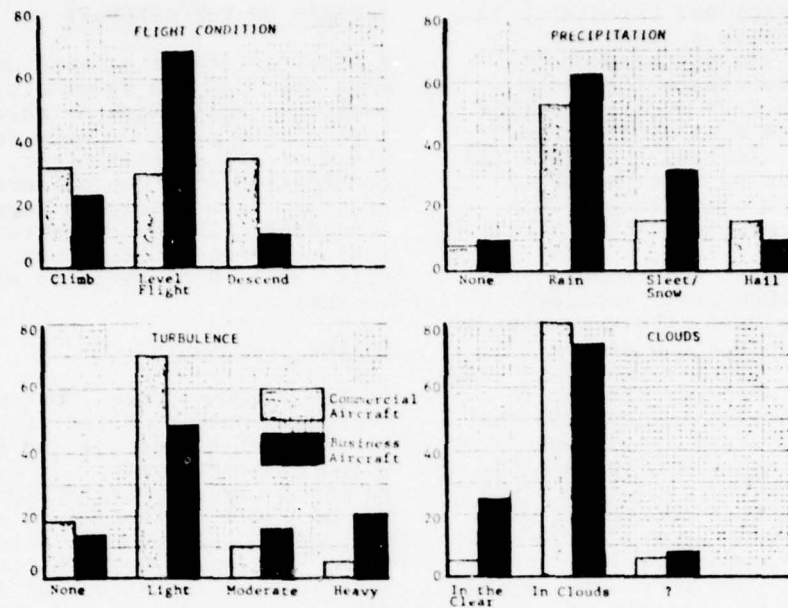 FLIGHT CONDITION
80
60
40
20
0
Climb
Level
Flight
Descend
PRECIPITATION
80
60
40
20
0
None
Rain
Sleet/
Snow
Hail
TURBULENCE
80
60
40
20
0
None
Light
Moderate
Heavy
Commercial
Aircraft
Business
Aircraft
CLOUDS
80
60
40
20
In the
Clear
In Clouds
?